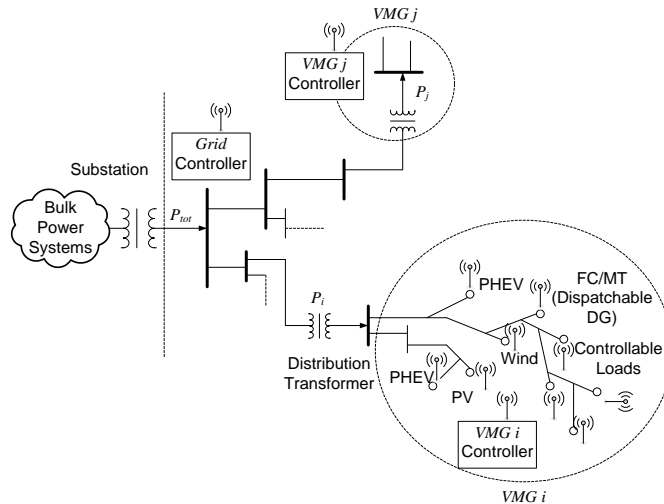 VMG j
VMG j
Controller
P_j
Grid
Controller
Substation
Bulk
Power
Systems
P_tot
P_i
Distribution
Transformer
PHEV
FC/MT
(Dispatchable
DG)
Wind
Controllable
Loads
PHEV
PV
VMG i
Controller
VMG i